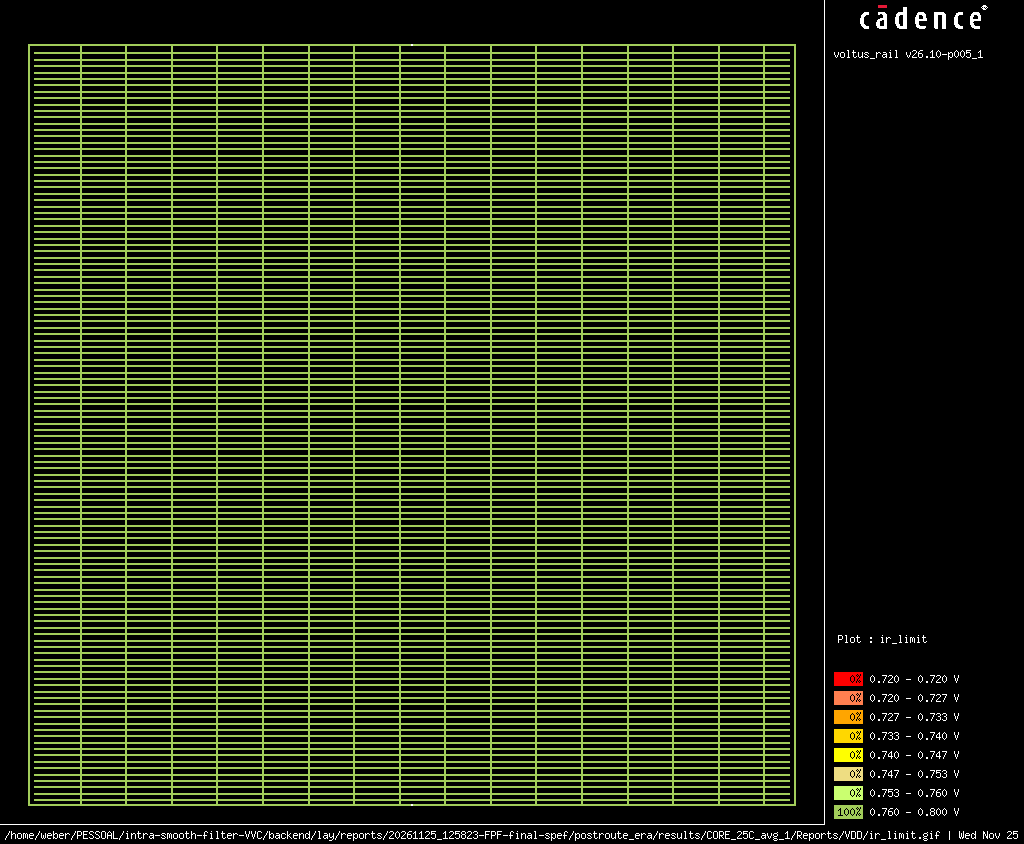 cādence®
voltus_rail v26.10-p005_1
Plot : ir_limit
0% 0.720 - 0.720 V
0% 0.720 - 0.727 V
0% 0.727 - 0.733 V
0% 0.733 - 0.740 V
0% 0.740 - 0.747 V
0% 0.747 - 0.753 V
0% 0.753 - 0.760 V
100% 0.760 - 0.800 V
/home/weber/PESSOAL/intra-smooth-filter-VVC/backend/lay/reports/20261125_125823-FPF-final-spef/postroute_era/results/CORE_25C_avg_1/Reports/VDD/ir_limit.gif | Wed Nov 25